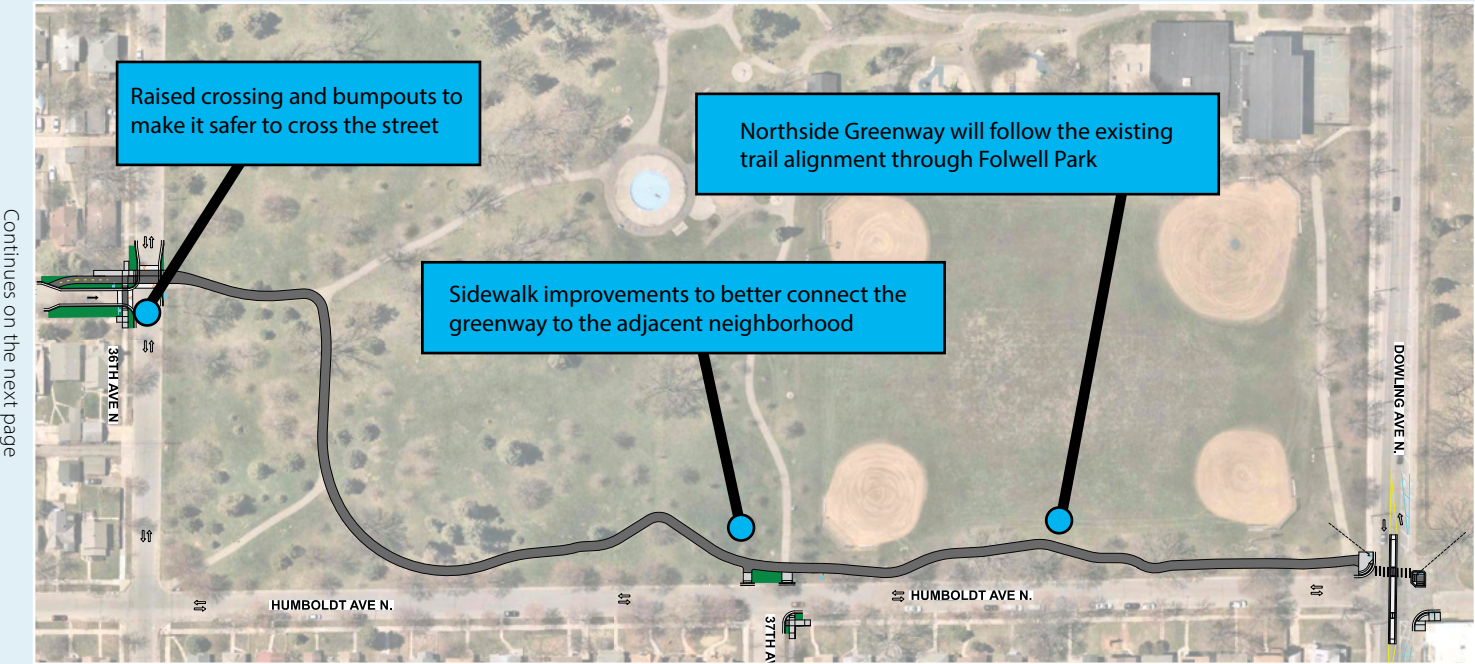 Raised crossing and bumpouts to
make it safer to cross the street
Northside Greenway will follow the existing
trail alignment through Folwell Park
Sidewalk improvements to better connect the
greenway to the adjacent neighborhood
Continues on the next page
36TH AVE N
DOWLING AVE N.
HUMBOLDT AVE N.
HUMBOLDT AVE N.
37TH AV